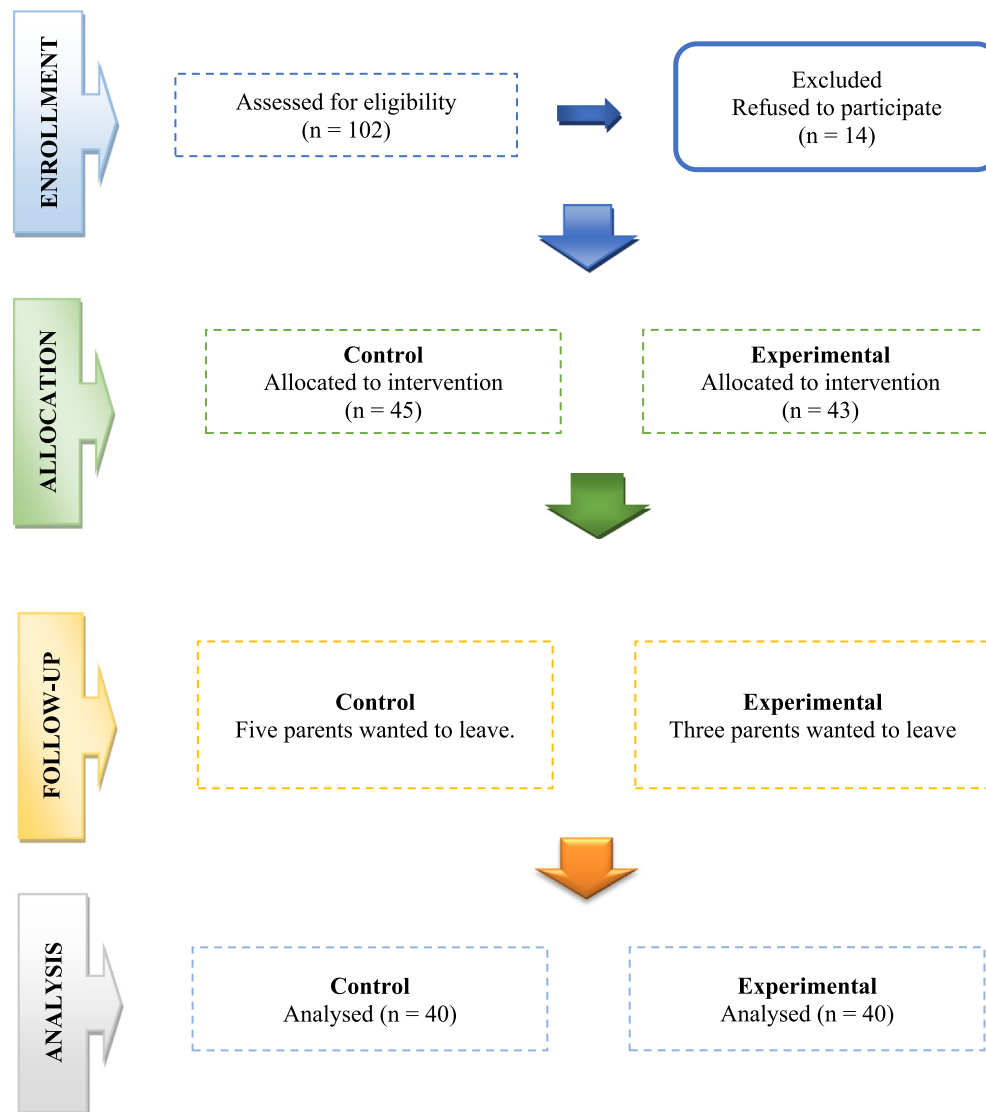 ENROLLMENT
Assessed for eligibility
(n = 102)
Excluded
Refused to participate
(n = 14)
ALLOCATION
Control
Allocated to intervention
(n = 45)
Experimental
Allocated to intervention
(n = 43)
FOLLOW-UP
Control
Five parents wanted to leave.
Experimental
Three parents wanted to leave
ANALYSIS
Control
Analysed (n = 40)
Experimental
Analysed (n = 40)